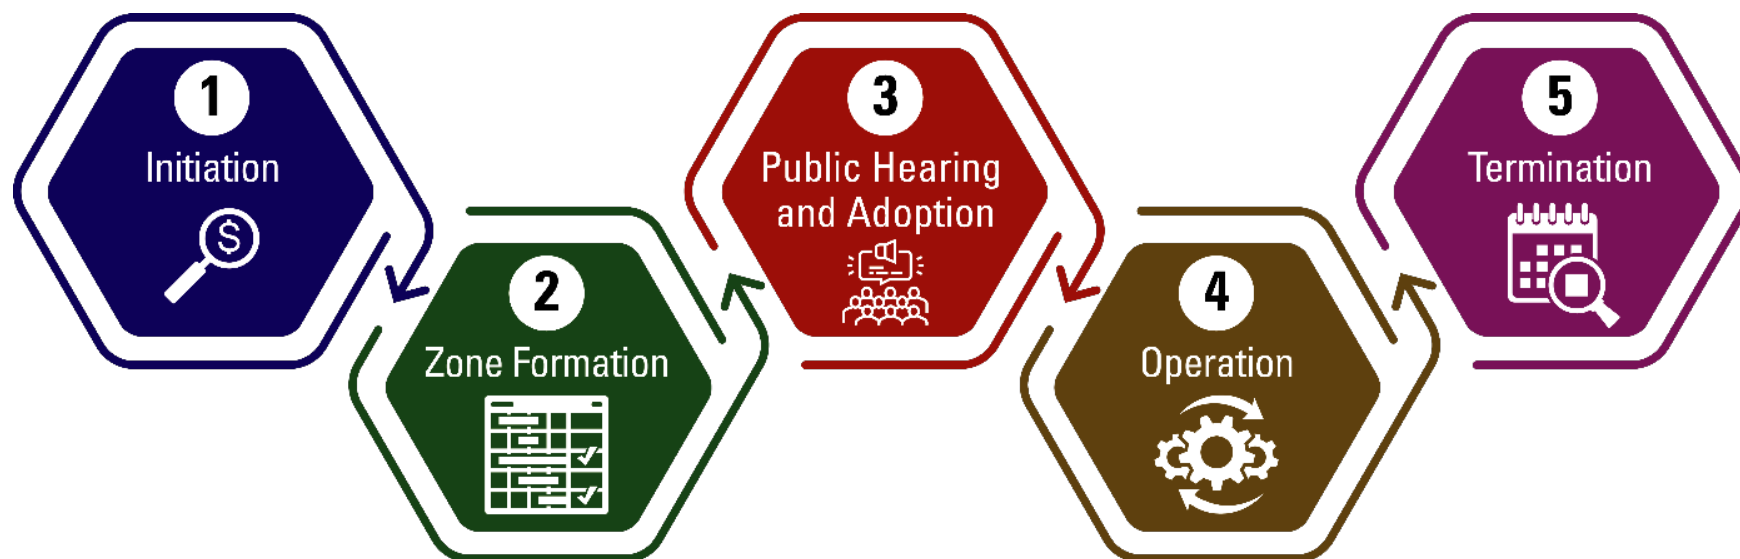 1
Initiation
$
2
Zone Formation
3
Public Hearing
and Adoption
4
Operation
5
Termination